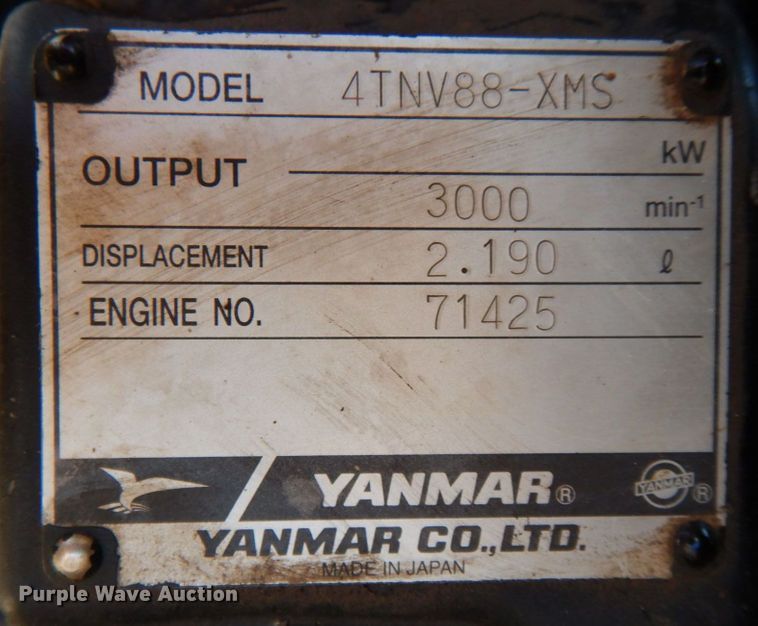 MODEL 4TNV88-XMS
OUTPUT kW
3000 min-1
DISPLACEMENT 2.190 ℓ
ENGINE NO. 71425
YANMAR® YANMAR ®
YANMAR CO.,LTD.
MADE IN JAPAN
Purple Wave Auction